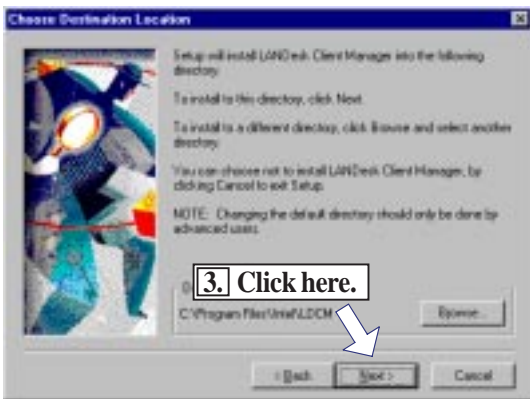 Choose Destination Location
Setup will install LANDesk Client Manager into the following
directory.
To install to this directory, click Next.
To install to a different directory, click Browse and select another
directory.
You can choose not to install LANDesk Client Manager, by
clicking Cancel to exit Setup.
NOTE: Changing the default directory should only be done by
advanced users.
3. Click here.
C:\Program Files\Intel\LDCM
Browse...
< Back
Next >
Cancel